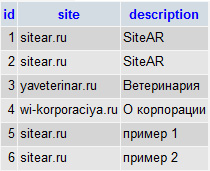 id site description
1 sitear.ru SiteAR
2 sitear.ru SiteAR
3 yaveterinar.ru Ветеринария
4 wi-korporaciya.ru О корпорации
5 sitear.ru пример 1
6 sitear.ru пример 2